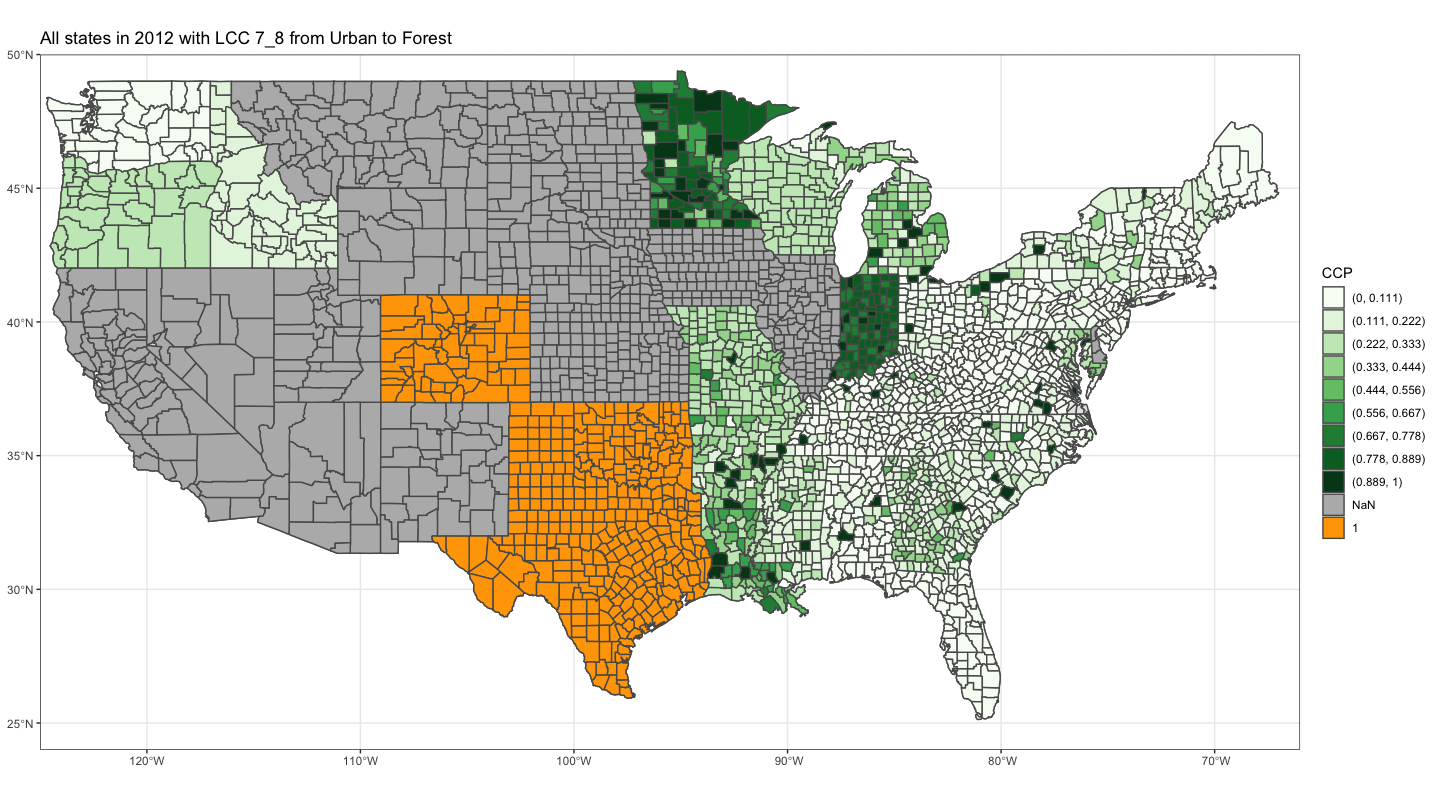 All states in 2012 with LCC 7_8 from Urban to Forest
50°N
45°N
40°N
35°N
30°N
25°N
120°W
110°W
100°W
90°W
80°W
70°W
CCP
(0, 0.111)
(0.111, 0.222)
(0.222, 0.333)
(0.333, 0.444)
(0.444, 0.556)
(0.556, 0.667)
(0.667, 0.778)
(0.778, 0.889)
(0.889, 1)
NaN
1